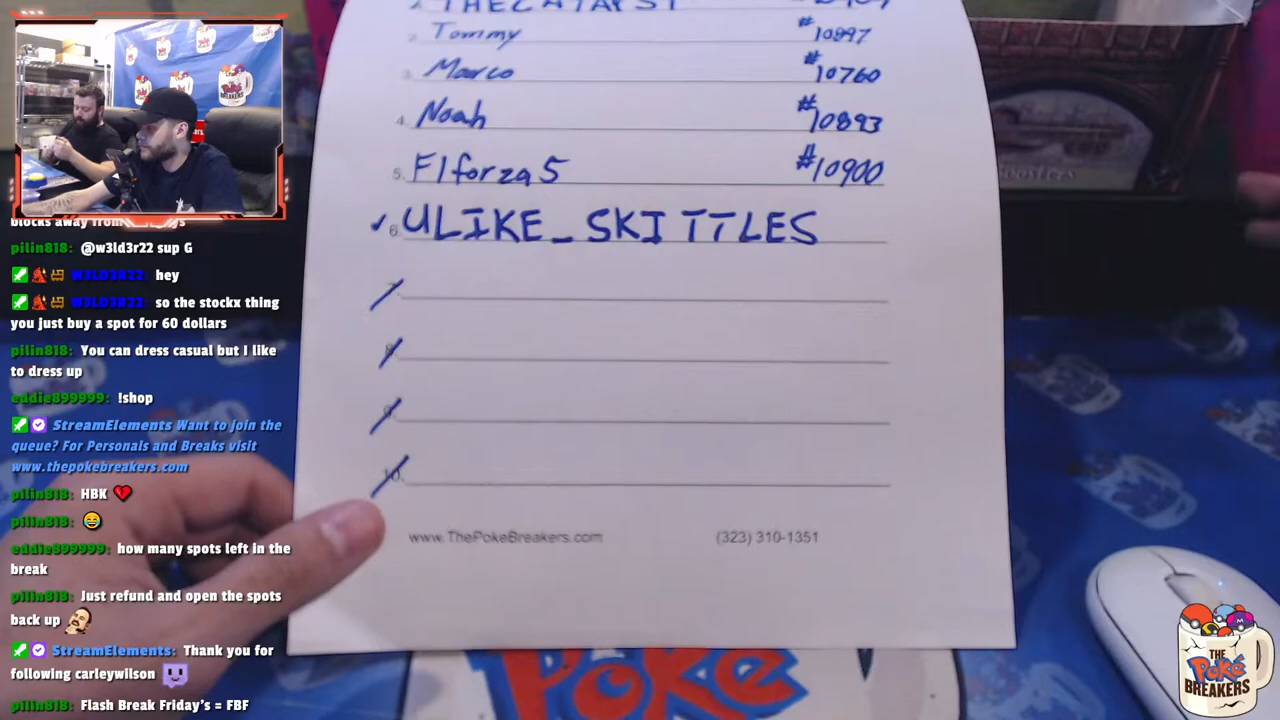 2. Tommy #10897
3. Marco #10760
4. Noah #10893
5. F1forza5 #10900
✓ 6. ULIKE_SKITTLES
www.ThePokeBreakers.com (323) 310-1351
pilin818: @w3ld3r22 sup G
W3LD3R22: hey
W3LD3R22: so the stockx thing
you just buy a spot for 60 dollars
pilin818: You can dress casual but I like
to dress up
eddie899999: !shop
StreamElements Want to join the
queue? For Personals and Breaks visit
www.thepokebreakers.com
pilin818: HBK 💔
pilin818: 😂
eddie899999: how many spots left in the
break
pilin818: Just refund and open the spots
back up
StreamElements: Thank you for
following carleywilson
pilin818: Flash Break Friday's = FBF
POKE
THE
POKÉ
BREAKERS